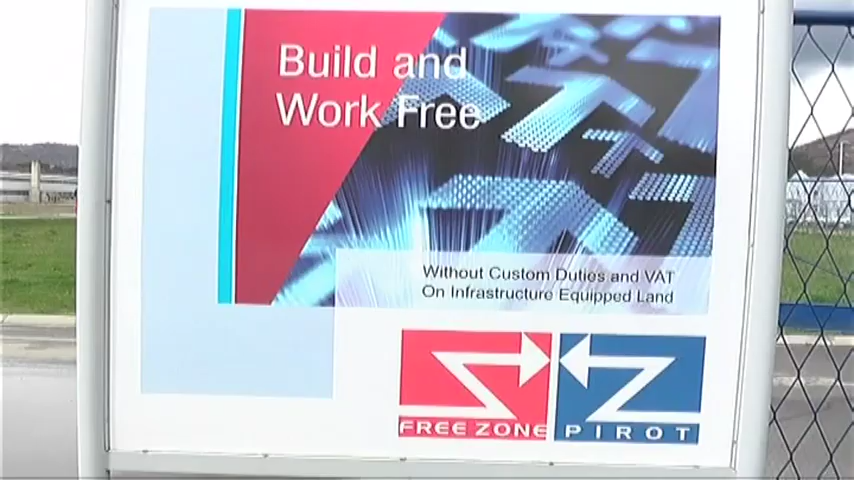 Build and
Work Free
Without Custom Duties and VAT
On Infrastructure Equipped Land
FREE ZONE PIROT